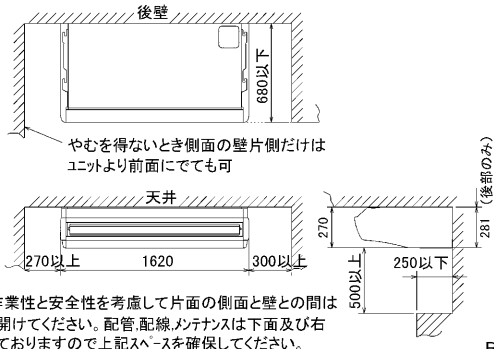 後壁
680以下
やむを得ないとき側面の壁片側だけは
ユニットより前面にでても可
天井
270以上
1620
300以上
270
281
(後部のみ)
250以下
500以上
作業性と安全性を考慮して片面の側面と壁との間は
開けてください。配管,配線,メンテナンスは下面及び右
ておりますので上記スペースを確保してください。